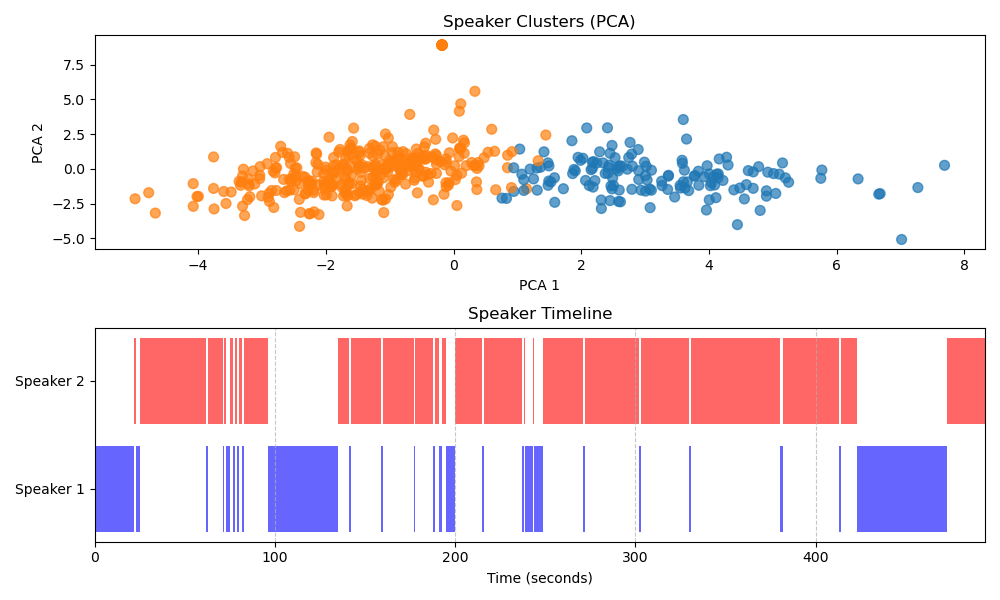 Speaker Clusters (PCA)
7.5
5.0
2.5
0.0
−2.5
−5.0
PCA 2
−4
−2
0
2
4
6
8
PCA 1
Speaker Timeline
Speaker 2
Speaker 1
0
100
200
300
400
Time (seconds)